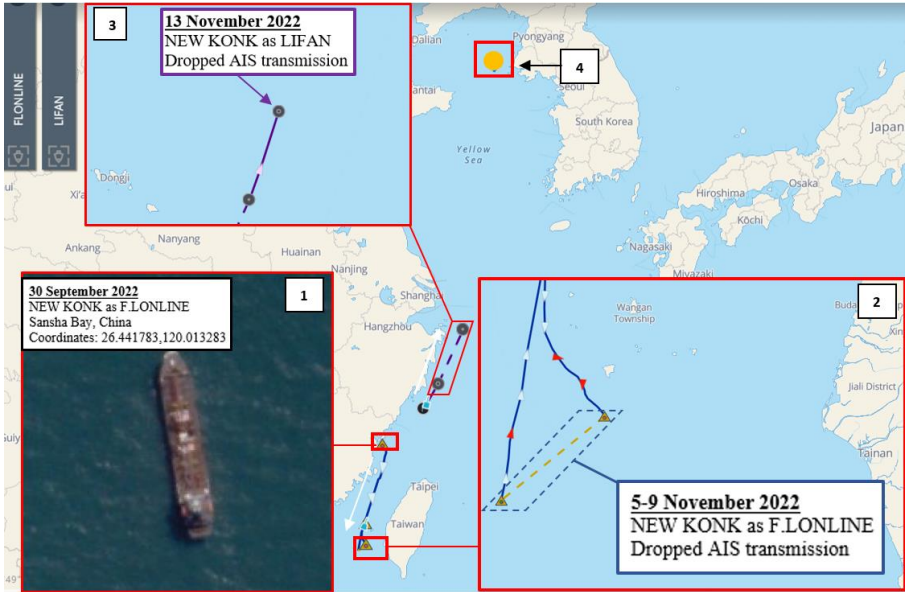 FLONLINE
LIFAN
3
13 November 2022
NEW KONK as LIFAN
Dropped AIS transmission
Dongji
Dalian
Pyongyang
4
Seoul
South Korea
Yellow
Sea
Japan
Hiroshima
Osaka
Kōchi
Nagasaki
Miyazaki
Xi'a
Ankang
Nanyang
Huainan
Nanjing
Shanghai
Hangzhou
1
30 September 2022
NEW KONK as F.LONLINE
Sansha Bay, China
Coordinates: 26.441783,120.013283
Taipei
Taiwan
2
Wangan
Township
Jiali District
Tainan
5-9 November 2022
NEW KONK as F.LONLINE
Dropped AIS transmission